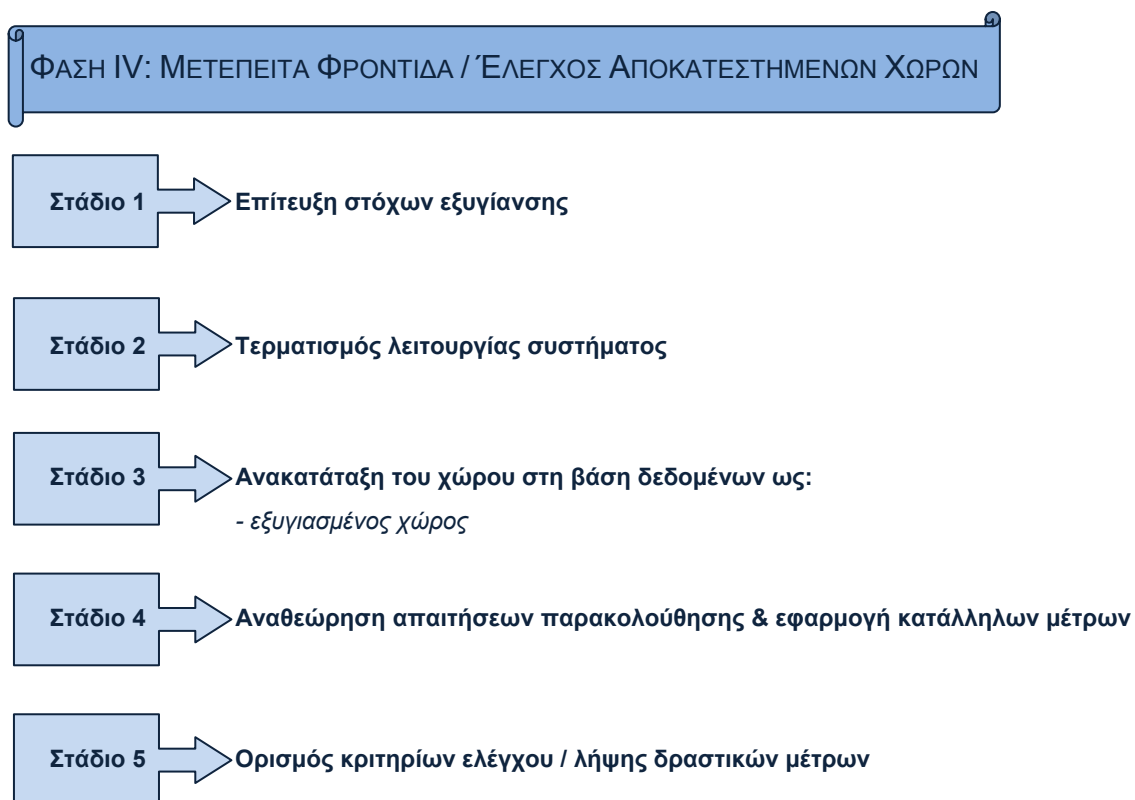 ΦΑΣΗ IV: ΜΕΤΕΠΕΙΤΑ ΦΡΟΝΤΙΔΑ / ΈΛΕΓΧΟΣ ΑΠΟΚΑΤΕΣΤΗΜΕΝΩΝ ΧΩΡΩΝ
Στάδιο 1 Επίτευξη στόχων εξυγίανσης
Στάδιο 2 Τερματισμός λειτουργίας συστήματος
Στάδιο 3 Ανακατάταξη του χώρου στη βάση δεδομένων ως:
- εξυγιασμένος χώρος
Στάδιο 4 Αναθεώρηση απαιτήσεων παρακολούθησης & εφαρμογή κατάλληλων μέτρων
Στάδιο 5 Ορισμός κριτηρίων ελέγχου / λήψης δραστικών μέτρων